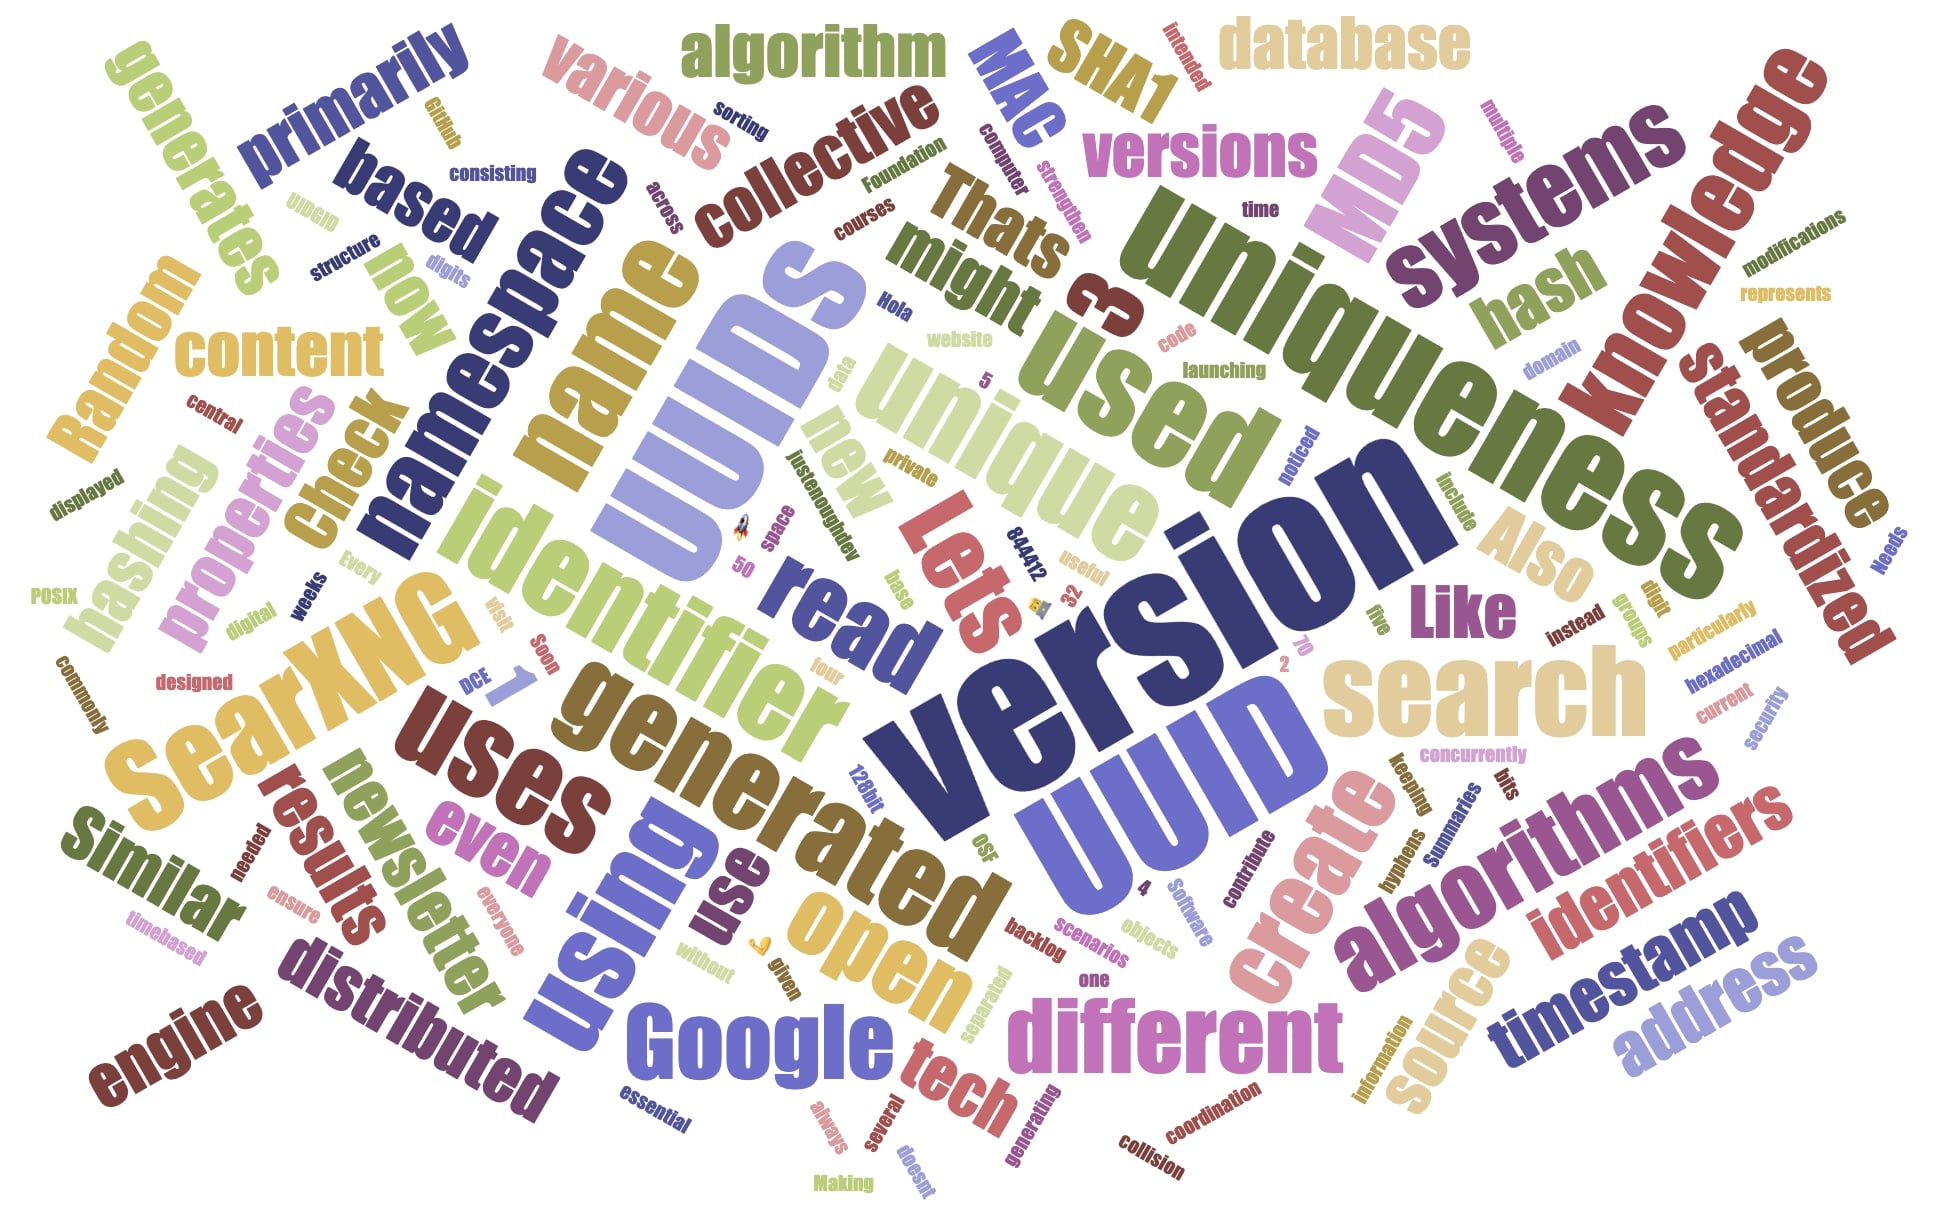 generates
primarily
GitHub
various
algorithm
sorting
MAC
SHA1
intended
database
collective
Foundation
computer
versions
MD5
multiple
systems
knowledge
based
consisting
UIDGID
structure
now
digits
namespace
across
courses
Thats
strengthen
time
uniqueness
hash
modifications
represents
Random
content
name
UUIDs
might
Hola
3
used
code
website
launching
domain
produce
standardized
central
properties
Check
data
new
unique
5
private
noticed
include
displayed
hashing
identifier
justenoughdev
space
50
Lets
844412
useful
version
Also
Needs
POSIX
digital
Every
weeks
visit
read
base
32
five
Like
instead
groups
digit
particularly
hexadecimal
commonly
designed
SearXNG
DCE
1
soon
four
70
2
search
current
security
uses
generated
128bit
UUID
concurrently
Similar
needed
results
newsletter
even
using
use
OSF
create
keeping
bits
Summaries
hyphens
algorithms
identifiers
timebased
ensure
everyone
without
given
open
backlog
scenarios
4
objects
Software
contribute
timestamp
address
engine
distributed
Google
separated
one
different
information
source
essential
tech
always
several
generating
coordination
doesnt
collision
Making